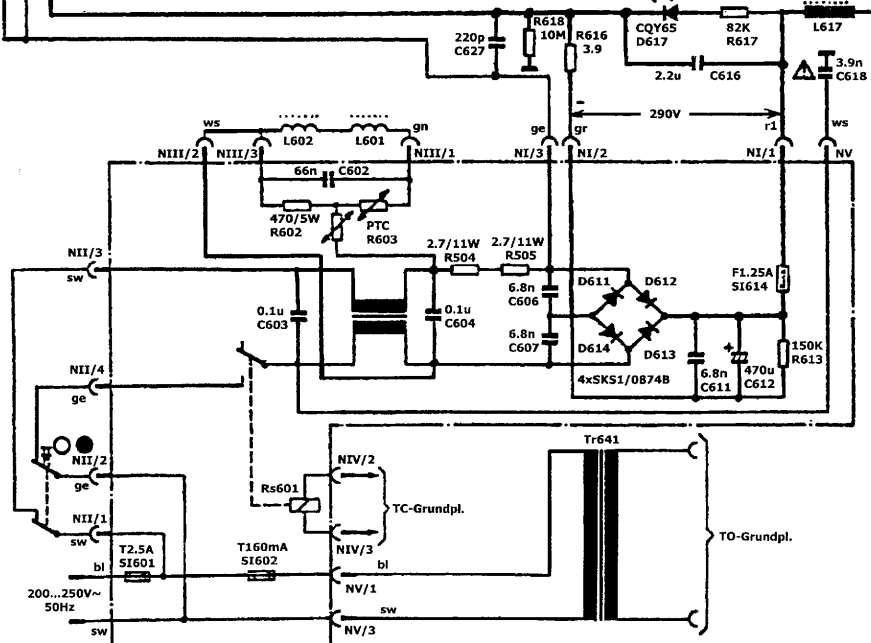 220p
C627
R618
10M
R616
3.9
CQY65
D617
82K
R617
L617
2.2u C616
3.9n
C618
-
290V
ws
L602 L601
gn
ge
gr
r1
ws
NIII/2 NIII/3
NIII/1
NI/3
NI/2
NI/1
NV
66n C602
470/5W
R602
PTC
R603
NII/3
sw
2.7/11W
R504
2.7/11W
R505
0.1u
C603
0.1u
C604
6.8n
C606
6.8n
C607
D611 D612
D614 D613
4xSKS1/0874B
F1.25A
SI614
150K
R613
+
6.8n
C611
470u
C612
NII/4
ge
NII/2
ge
NII/1
sw
Rs601
NIV/2
NIV/3
TC-Grundpl.
Tr641
TO-Grundpl.
bl
T2.5A
SI601
T160mA
SI602
bl
NV/1
200...250V~
50Hz
sw
sw
NV/3